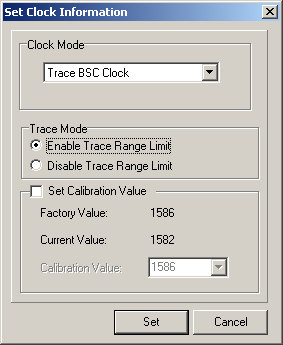 Set Clock Information
Clock Mode
Trace BSC Clock
Trace Mode
Enable Trace Range Limit
Disable Trace Range Limit
Set Calibration Value
Factory Value: 1586
Current Value: 1582
Calibration Value: 1586
Set Cancel